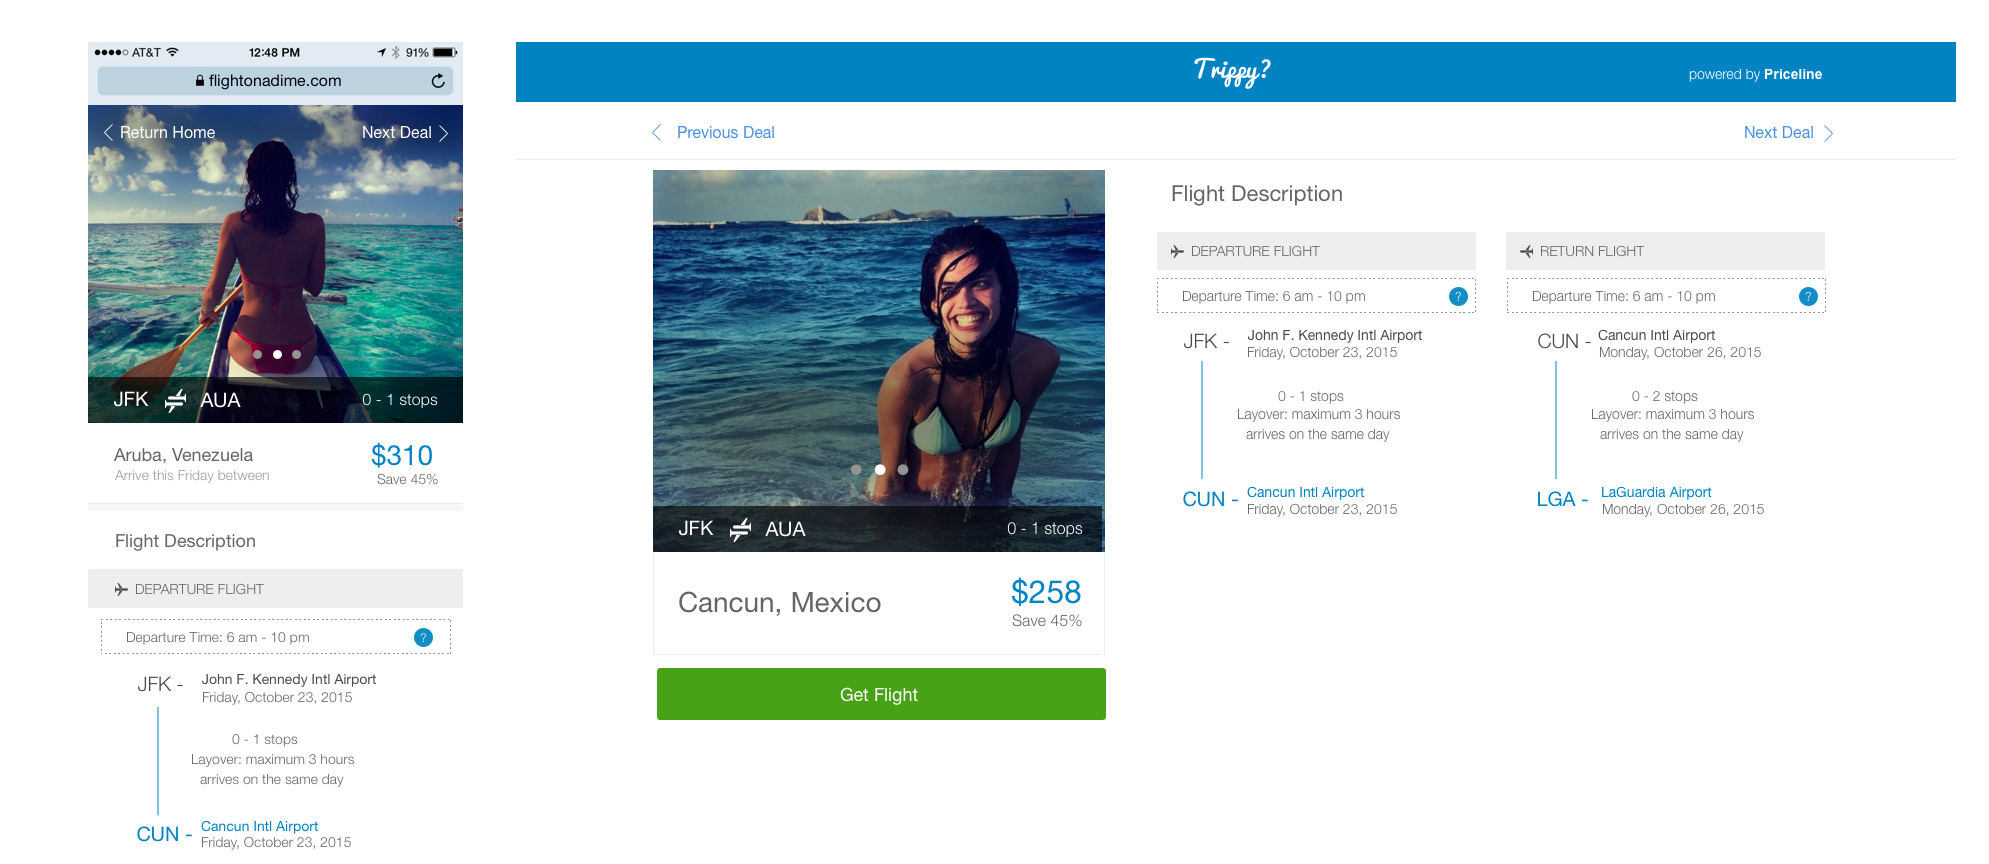 AT&T 12:48 PM 91%
flightonadime.com
Return Home Next Deal
JFK AUA 0 - 1 stops
Aruba, Venezuela $310
Arrive this Friday between Save 45%
Flight Description
DEPARTURE FLIGHT
Departure Time: 6 am - 10 pm ?
JFK - John F. Kennedy Intl Airport
Friday, October 23, 2015
0 - 1 stops
Layover: maximum 3 hours
arrives on the same day
CUN - Cancun Intl Airport
Friday, October 23, 2015
Trippy?
powered by Priceline
Previous Deal Next Deal
JFK AUA 0 - 1 stops
Cancun, Mexico $258
Save 45%
Get Flight
Flight Description
DEPARTURE FLIGHT
Departure Time: 6 am - 10 pm ?
JFK - John F. Kennedy Intl Airport
Friday, October 23, 2015
0 - 1 stops
Layover: maximum 3 hours
arrives on the same day
CUN - Cancun Intl Airport
Friday, October 23, 2015
RETURN FLIGHT
Departure Time: 6 am - 10 pm ?
CUN - Cancun Intl Airport
Monday, October 26, 2015
0 - 2 stops
Layover: maximum 3 hours
arrives on the same day
LGA - LaGuardia Airport
Monday, October 26, 2015